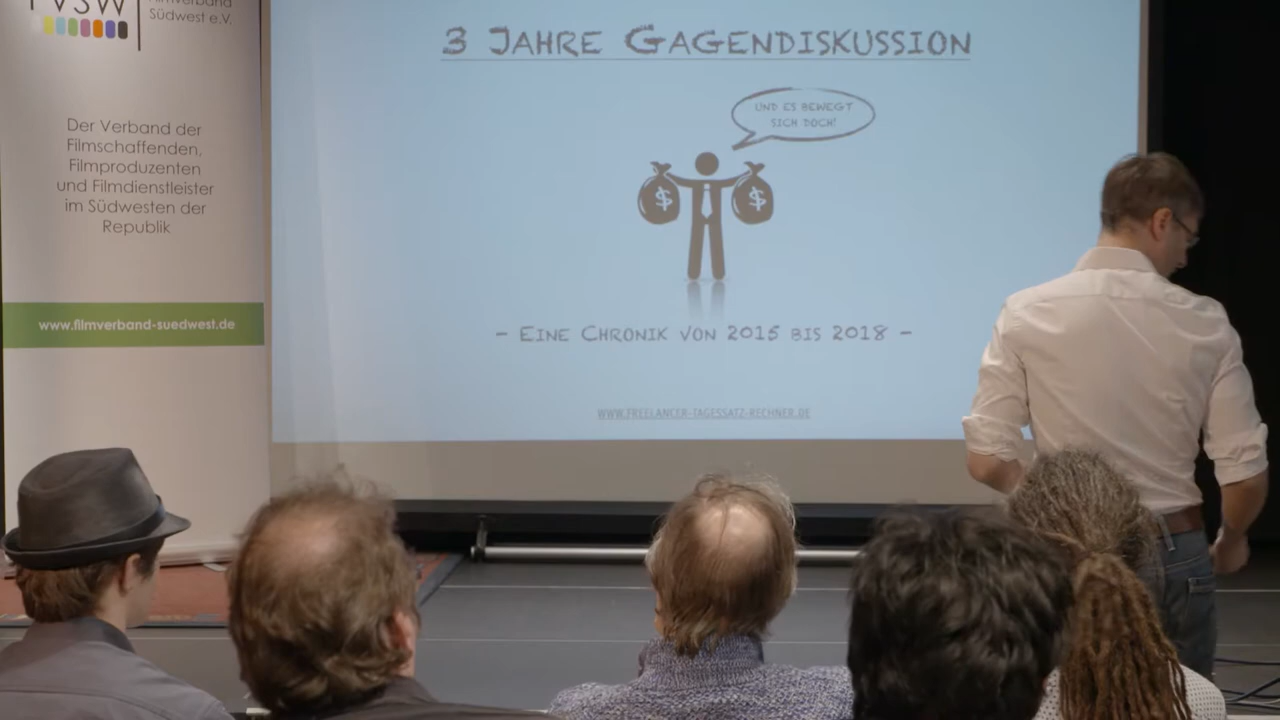 Filmverband
Südwest e.V.
Der Verband der
Filmschaffenden,
Filmproduzenten
und Filmdienstleister
im Südwesten der
Republik
www.filmverband-suedwest.de
3 JAHRE GAGENDISKUSSION
UND ES BEWEGT
SICH DOCH!
$ $
- EINE CHRONIK VON 2015 BIS 2018 -
WWW.FREELANCER-TAGESSATZ-RECHNER.DE